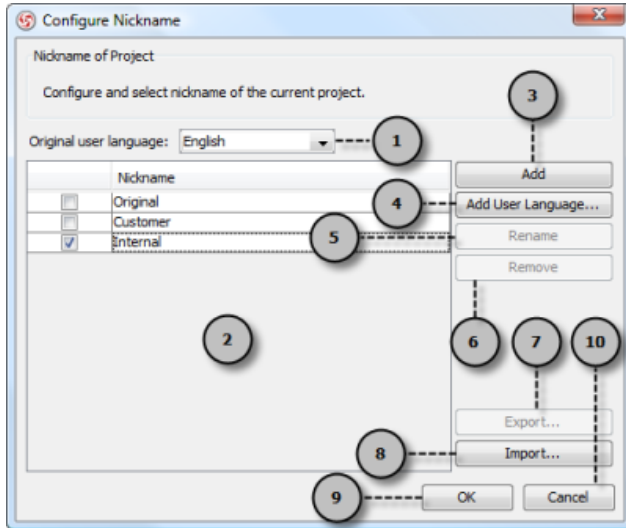 Configure Nickname
Nickname of Project
Configure and select nickname of the current project.
3
Original user language: English 1
Nickname
Add
Original
4 Add User Language...
Customer
5 Rename
Internal
Remove
2
6 7 10
Export...
8 Import...
9 OK Cancel